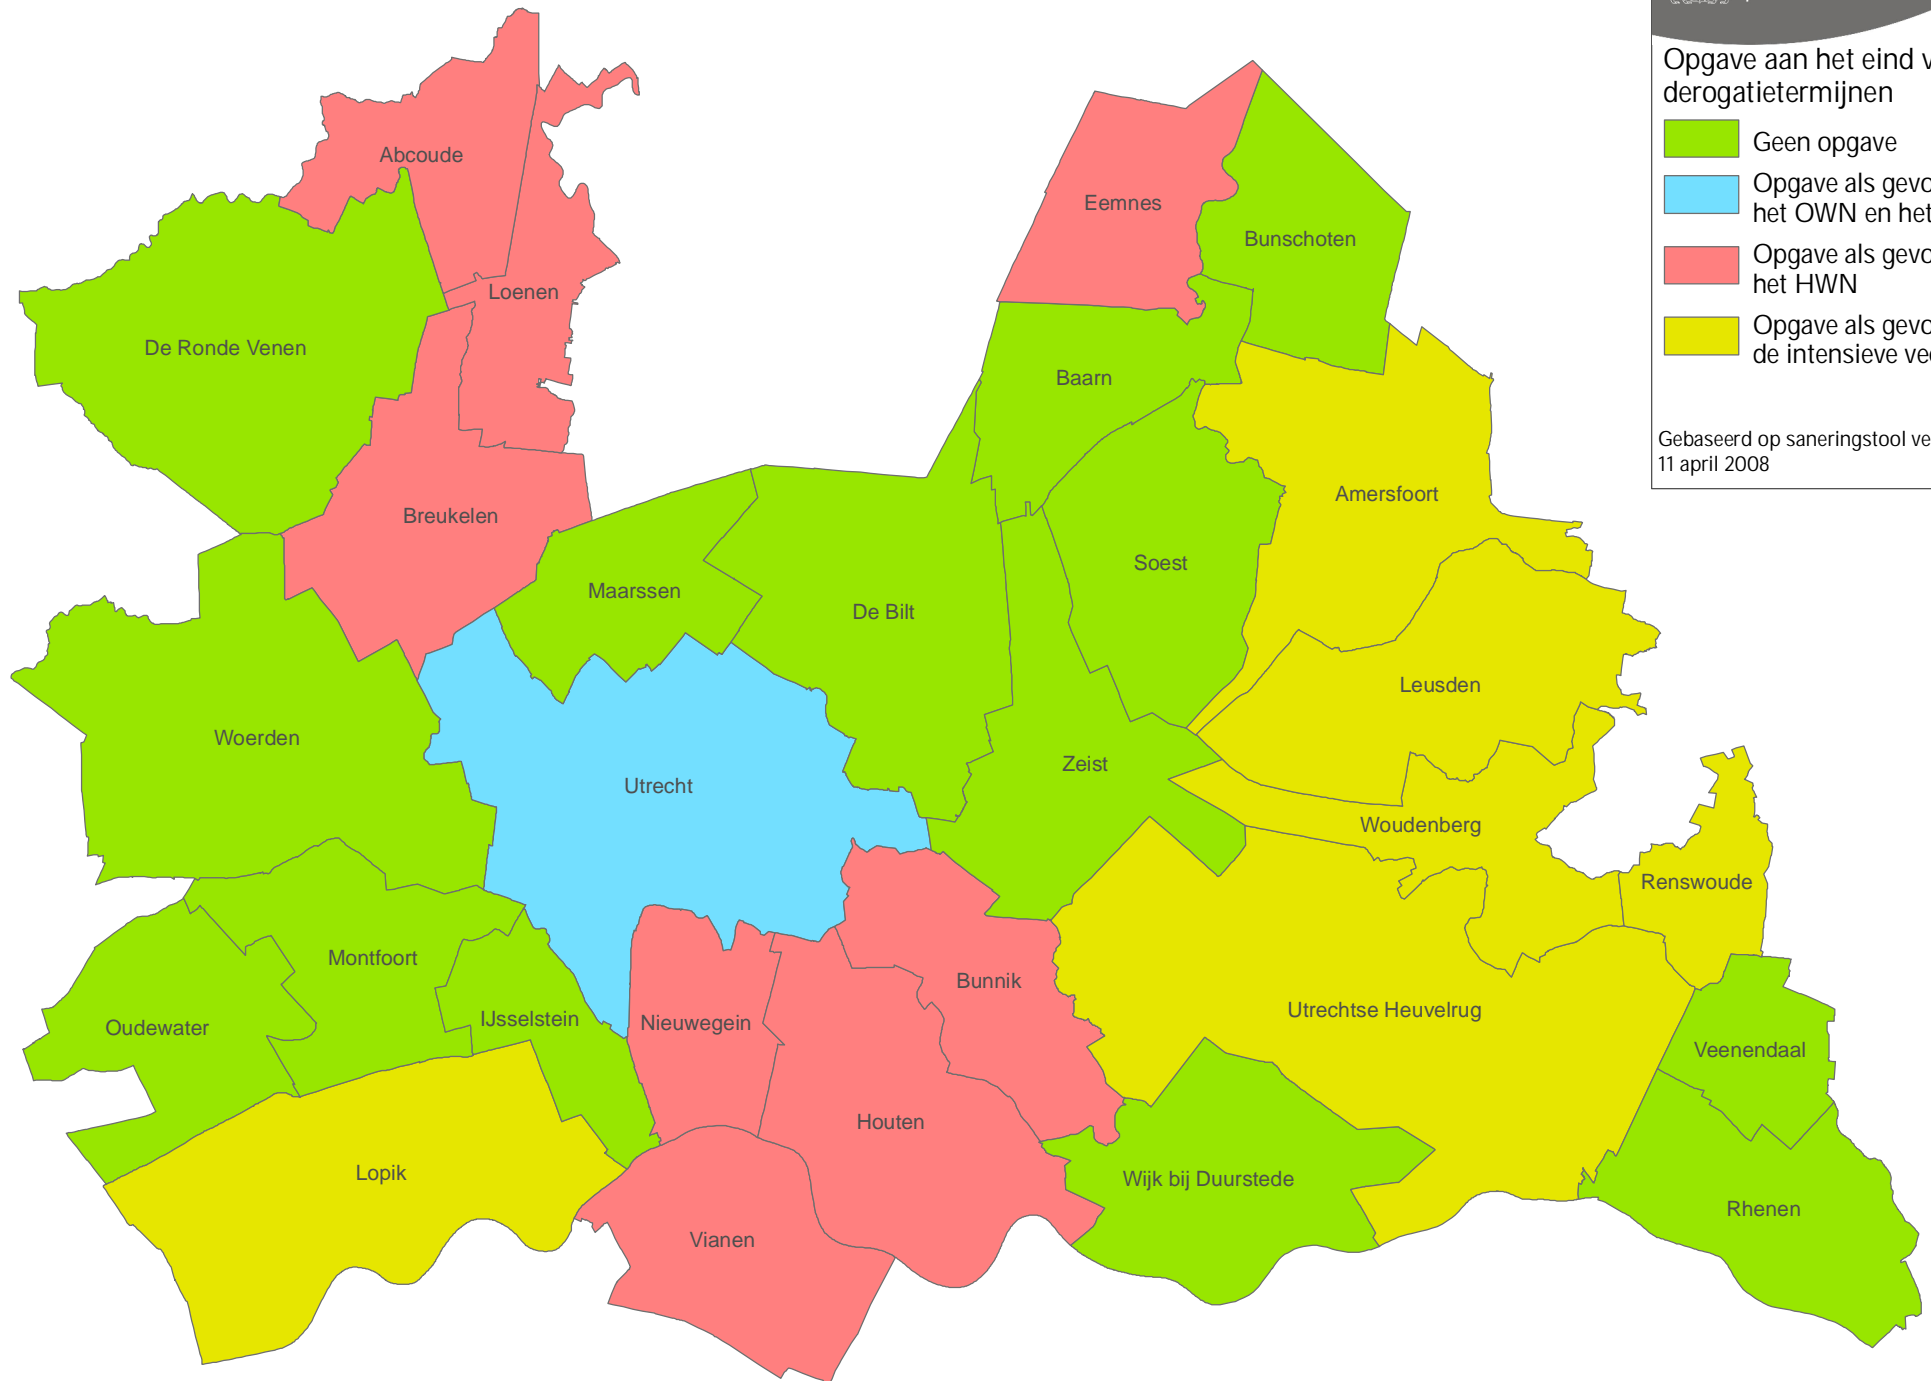 Opgave aan het eind v
derogatietermijnen
Geen opgave
Opgave als gevo
het OWN en het
Opgave als gevo
het HWN
Opgave als gevo
de intensieve vee
Gebaseerd op saneringstool ve
11 april 2008
Abcoude
Loenen
De Ronde Venen
Eemnes
Bunschoten
Baarn
Breukelen
Amersfoort
Soest
Maarssen
De Bilt
Leusden
Woerden
Zeist
Utrecht
Woudenberg
Renswoude
Montfoort
Bunnik
Utrechtse Heuvelrug
IJsselstein
Nieuwegein
Oudewater
Veenendaal
Houten
Lopik
Wijk bij Duurstede
Rhenen
Vianen